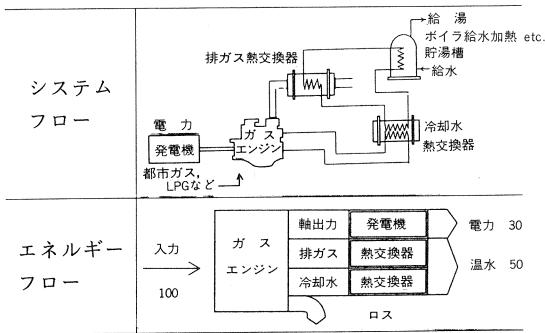 システム
フロー
給 湯
ボイラ給水加熱 etc.
貯湯槽
給水
排ガス熱交換器
冷却水
熱交換器
電 力
発電機
ガ ス
エンジン
都市ガス,
LPGなど
エネルギー
フロー
入力
100
ガ ス
エンジン
軸出力
発電機
電力 30
排ガス
熱交換器
温水 50
冷却水
熱交換器
ロス